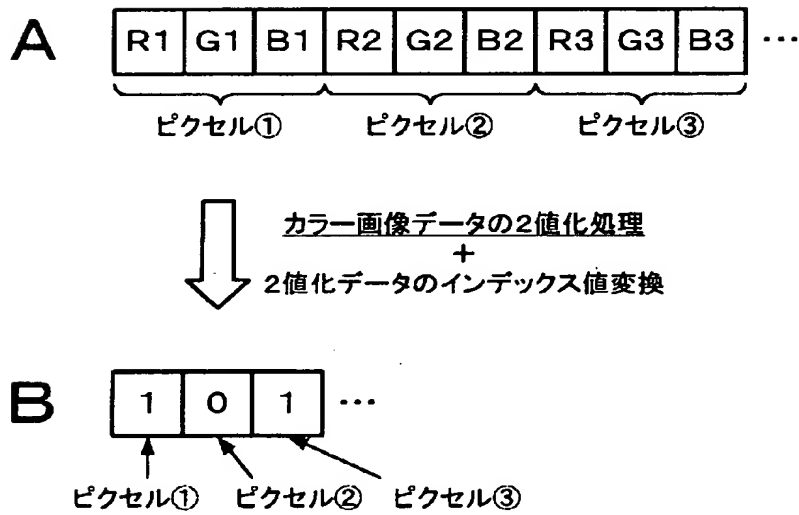 A R1 G1 B1 R2 G2 B2 R3 G3 B3 …
ピクセル① ピクセル② ピクセル③
カラー画像データの2値化処理
+
2値化データのインデックス値変換
B 1 0 1 …
ピクセル① ピクセル② ピクセル③